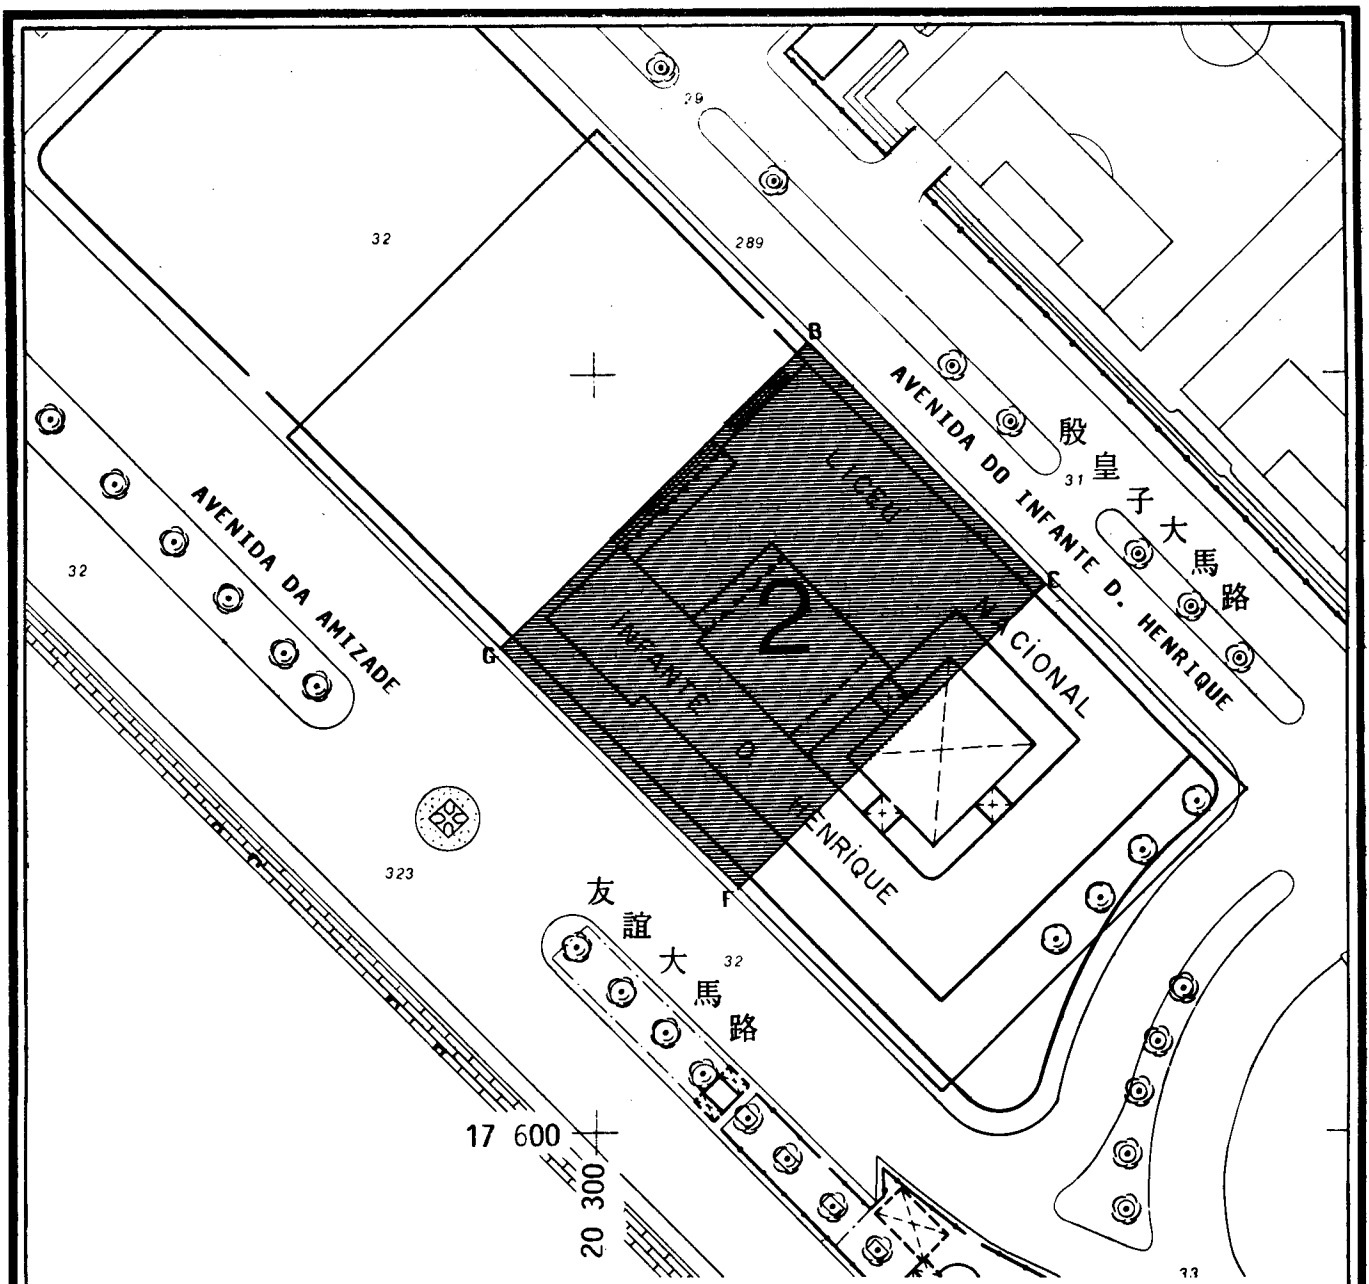 29
32
289
B
AVENIDA DO INFANTE D. HENRIQUE
殷皇子大馬路
31
LICEU
NACIONAL
AVENIDA DA AMIZADE
32
2
INFANTE D. HENRIQUE
G
F
323
友誼大馬路
32
17 600
20 300
33